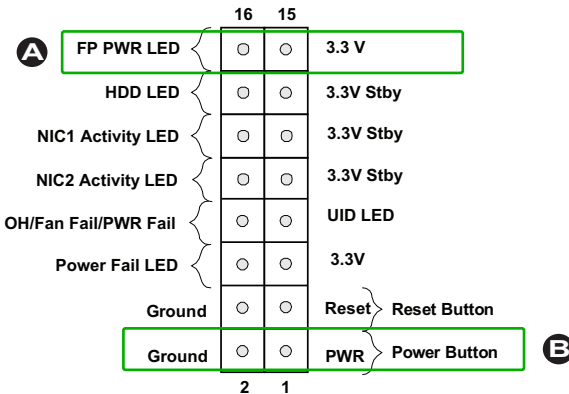 16 15
A FP PWR LED 3.3 V
HDD LED 3.3V Stby
NIC1 Activity LED 3.3V Stby
NIC2 Activity LED 3.3V Stby
OH/Fan Fail/PWR Fail UID LED
Power Fail LED 3.3V
Ground Reset Reset Button
Ground PWR Power Button B
2 1